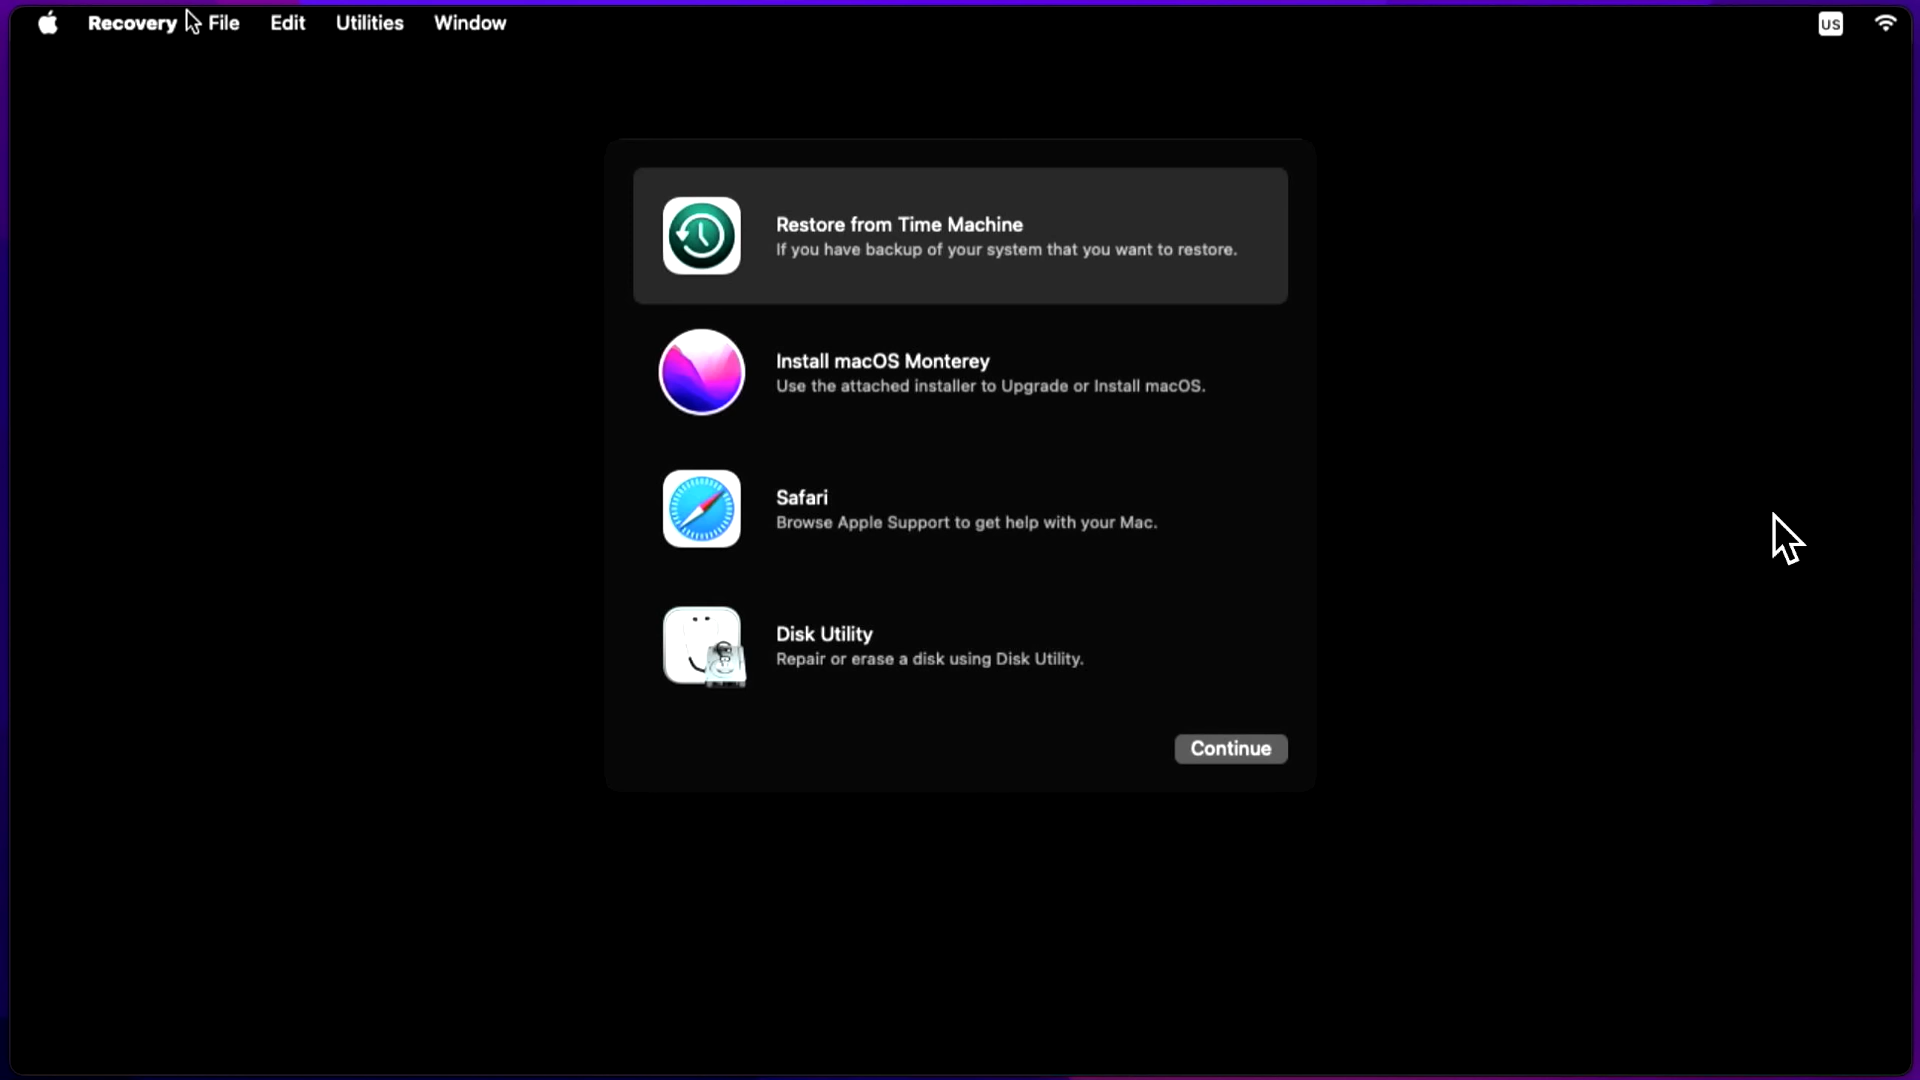 Recovery File Edit Utilities Window US
Restore from Time Machine
If you have backup of your system that you want to restore.
Install macOS Monterey
Use the attached installer to Upgrade or Install macOS.
Safari
Browse Apple Support to get help with your Mac.
Disk Utility
Repair or erase a disk using Disk Utility.
Continue